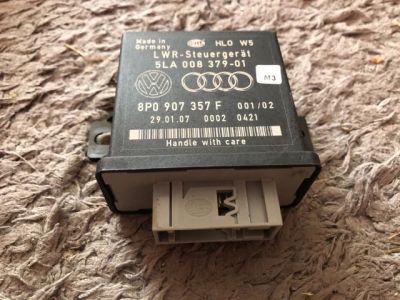 Made in
Germany
HLO W5
LWR-Steuergerät
5LA 008 379-01
M3
8P0 907 357 F 001/02
29.01.07 0002 0421
Handle with care